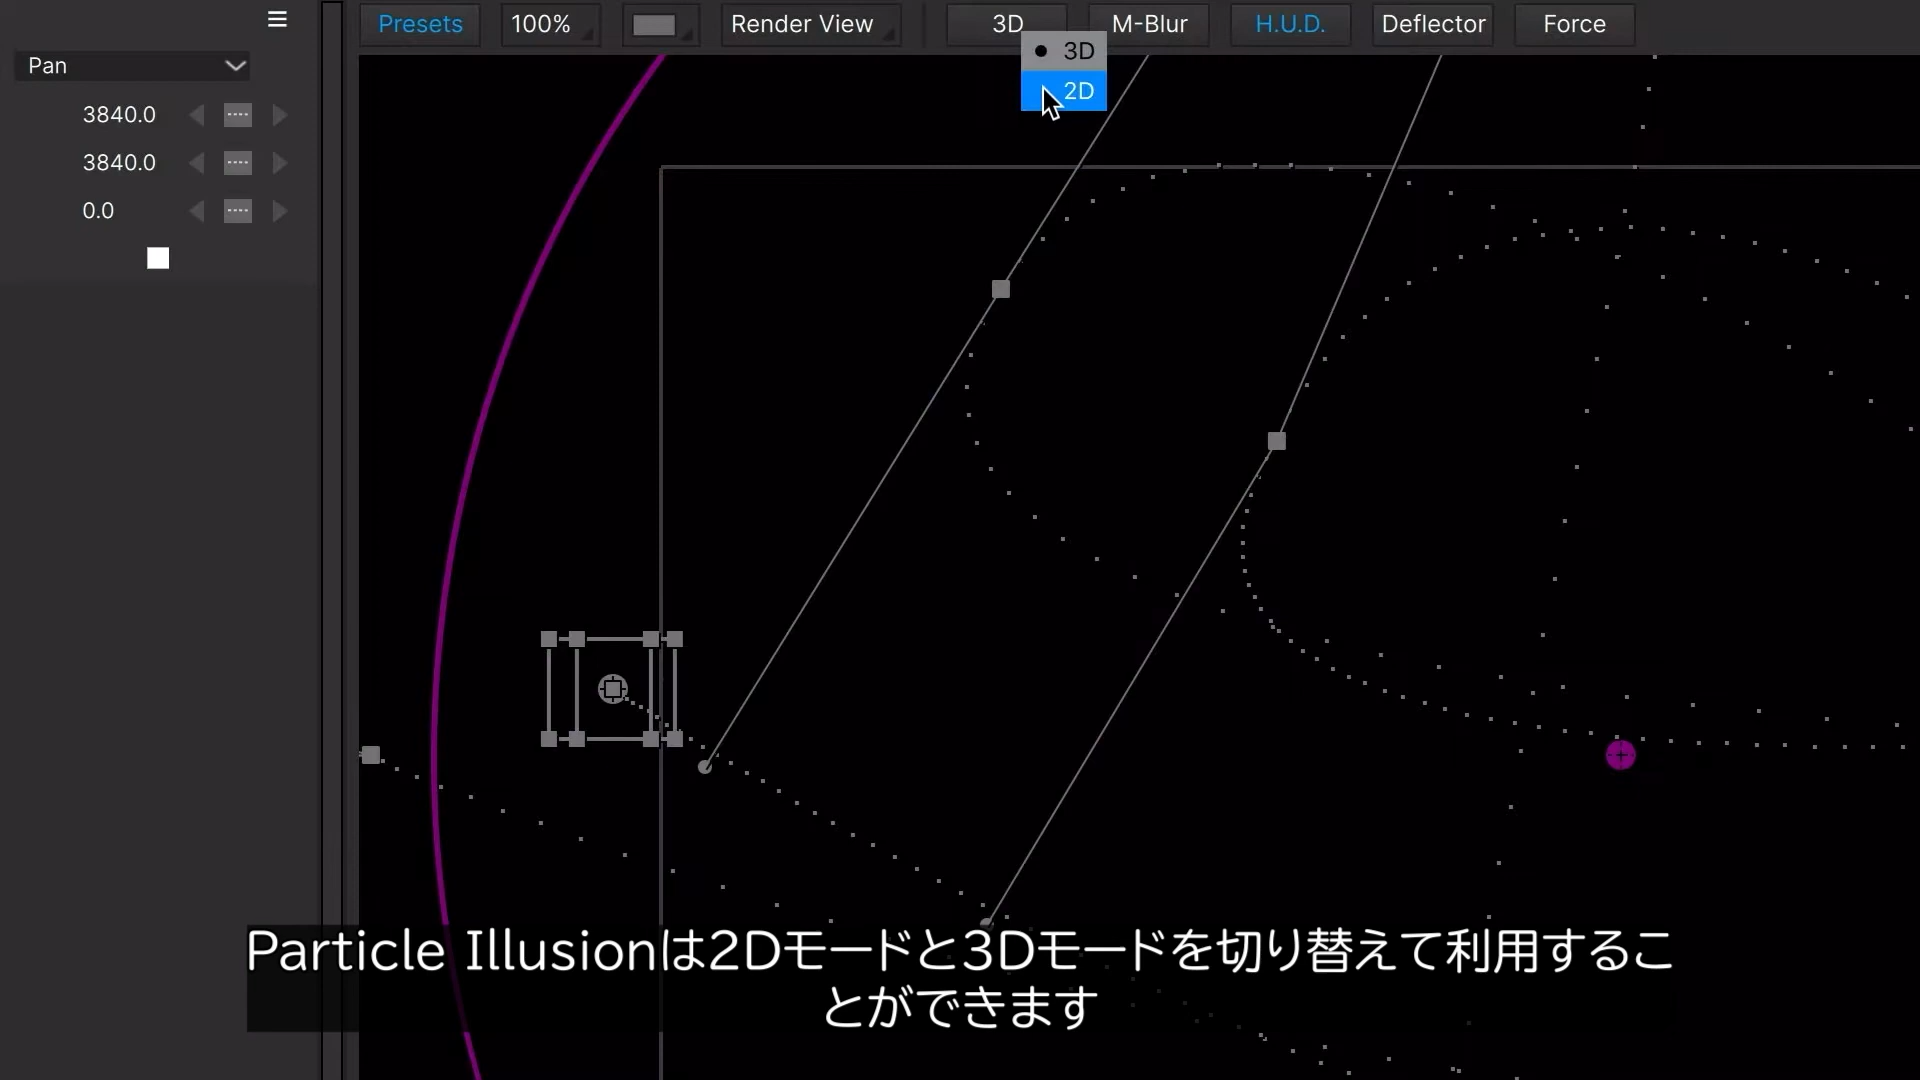 Presets 100% Render View 3D M-Blur H.U.D. Deflector Force
3D
2D
Pan
3840.0
3840.0
0.0
Particle Illusionは2Dモードと3Dモードを切り替えて利用するこ
とができます